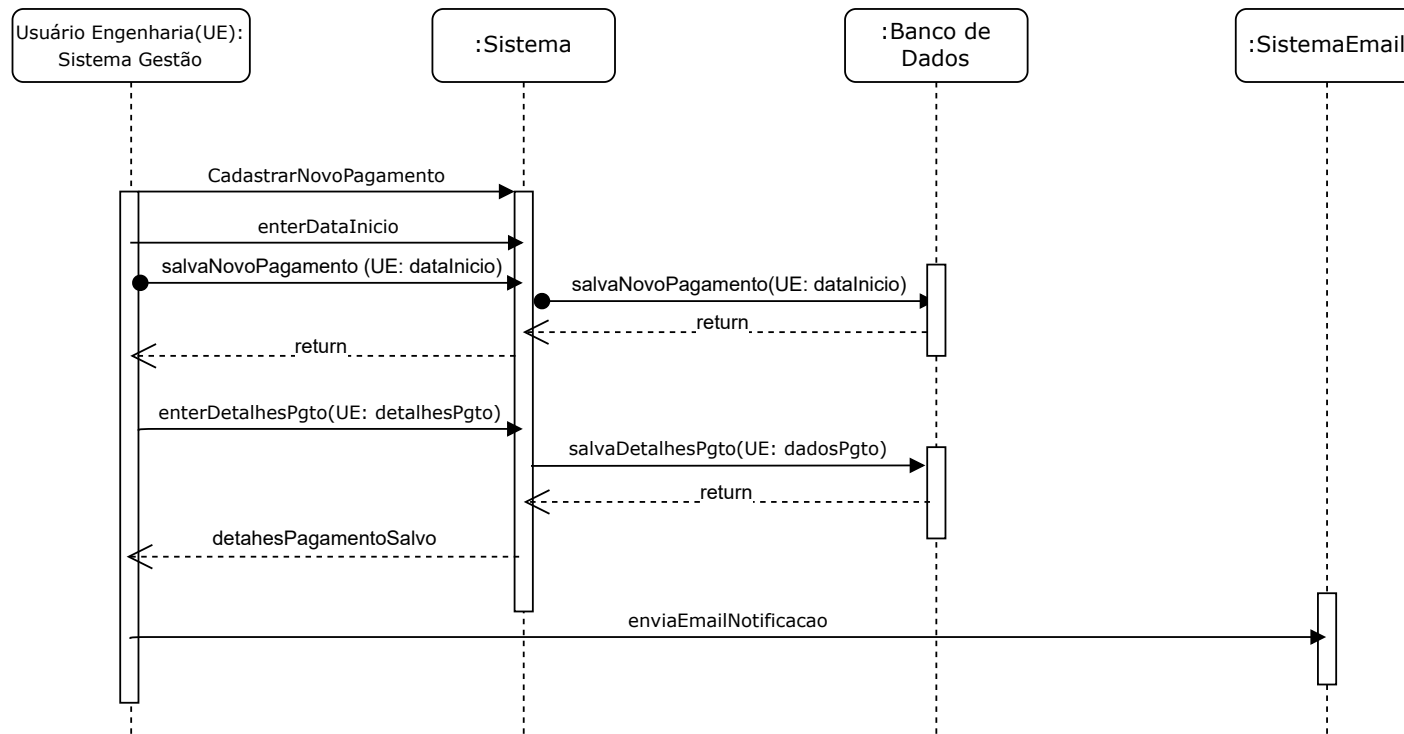 Usuário Engenharia(UE):
Sistema Gestão
:Sistema
:Banco de
Dados
:SistemaEmail
CadastrarNovoPagamento
enterDataInicio
salvaNovoPagamento (UE: dataInicio)
salvaNovoPagamento(UE: dataInicio)
return
return
enterDetalhesPgto(UE: detalhesPgto)
salvaDetalhesPgto(UE: dadosPgto)
return
detahesPagamentoSalvo
enviaEmailNotificacao